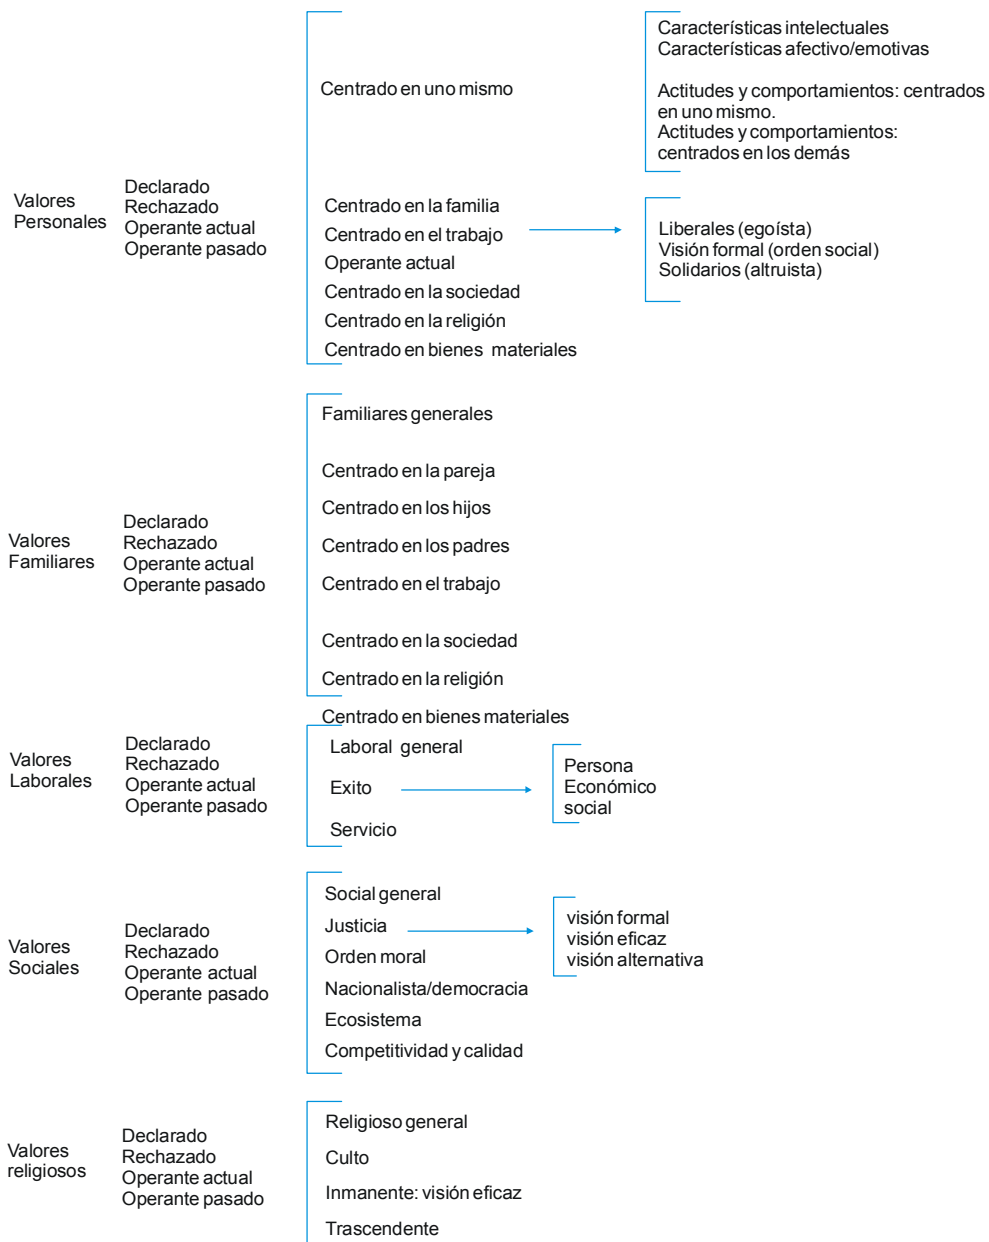 Características intelectuales
Características afectivo/emotivas
Centrado en uno mismo
Actitudes y comportamientos: centrados
en uno mismo.
Actitudes y comportamientos:
centrados en los demás
Valores
Personales
Declarado
Rechazado
Operante actual
Operante pasado
Centrado en la familia
Centrado en el trabajo
Operante actual
Centrado en la sociedad
Centrado en la religión
Centrado en bienes materiales
Liberales (egoísta)
Visión formal (orden social)
Solidarios (altruista)
Valores
Familiares
Declarado
Rechazado
Operante actual
Operante pasado
Familiares generales
Centrado en la pareja
Centrado en los hijos
Centrado en los padres
Centrado en el trabajo
Centrado en la sociedad
Centrado en la religión
Centrado en bienes materiales
Valores
Laborales
Declarado
Rechazado
Operante actual
Operante pasado
Laboral general
Exito
Servicio
Persona
Económico
social
Valores
Sociales
Declarado
Rechazado
Operante actual
Operante pasado
Social general
Justicia
Orden moral
Nacionalista/democracia
Ecosistema
Competitividad y calidad
visión formal
visión eficaz
visión alternativa
Valores
religiosos
Declarado
Rechazado
Operante actual
Operante pasado
Religioso general
Culto
Inmanente: visión eficaz
Trascendente